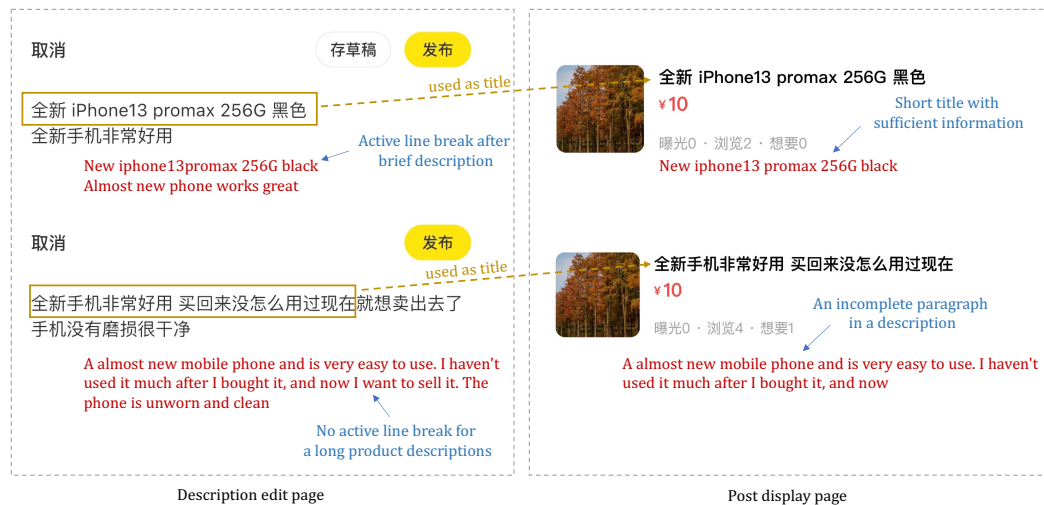 取消
存草稿
发布
used as title
全新 iPhone13 promax 256G 黑色
全新手机非常好用
Active line break after
brief description
New iphone13promax 256G black
Almost new phone works great
取消
发布
used as title
全新手机非常好用 买回来没怎么用过现在就想卖出去了
手机没有磨损很干净
A almost new mobile phone and is very easy to use. I haven't
used it much after I bought it, and now I want to sell it. The
phone is unworn and clean
No active line break for
a long product descriptions
Description edit page
全新 iPhone13 promax 256G 黑色
¥10
Short title with
sufficient information
曝光0 · 浏览2 · 想要0
New iphone13 promax 256G black
全新手机非常好用 买回来没怎么用过现在
¥10
An incomplete paragraph
in a description
曝光0 · 浏览4 · 想要1
A almost new mobile phone and is very easy to use. I haven't
used it much after I bought it, and now
Post display page